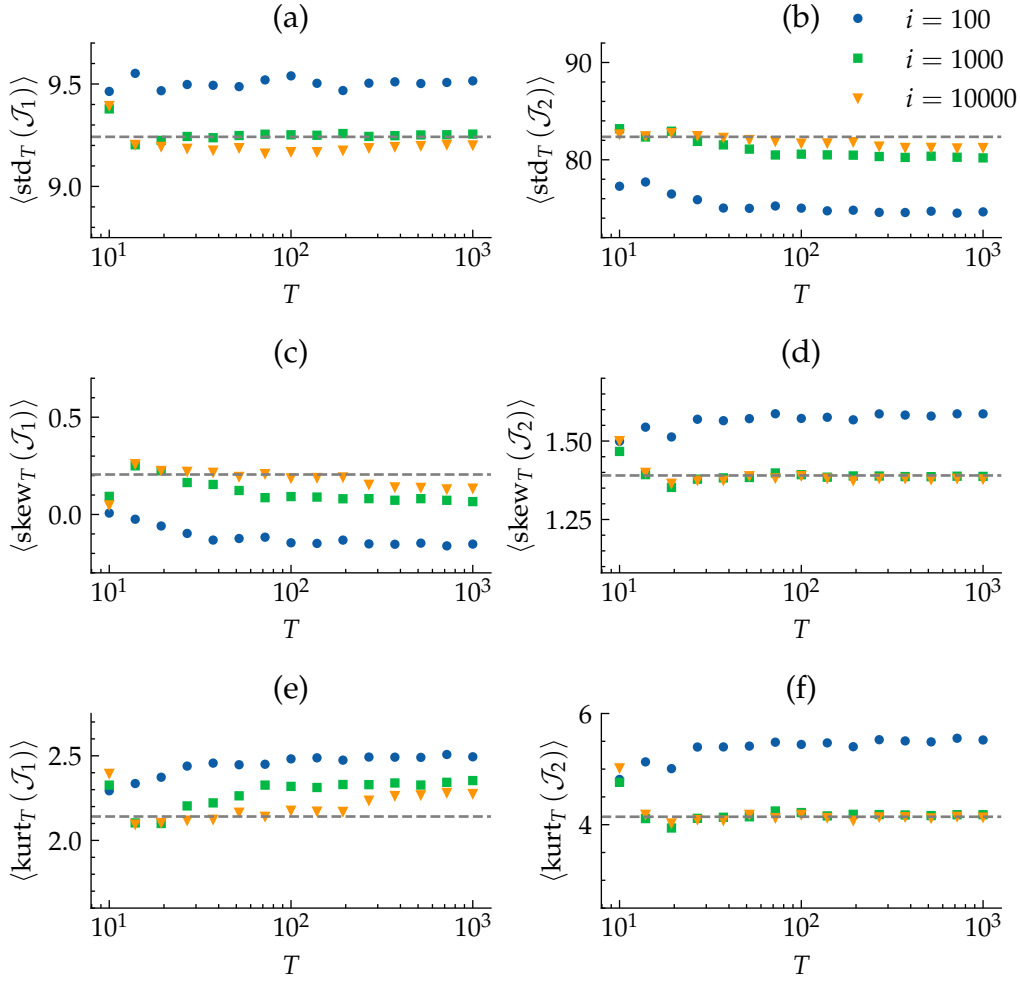 (a)
⟨std_T (𝒥_1)⟩
9.5
9.0
10^1
10^2
10^3
T
(b)
⟨std_T (𝒥_2)⟩
90
80
10^1
10^2
10^3
T
i = 100
i = 1000
i = 10000
(c)
⟨skew_T (𝒥_1)⟩
0.5
0.0
10^1
10^2
10^3
T
(d)
⟨skew_T (𝒥_2)⟩
1.50
1.25
10^1
10^2
10^3
T
(e)
⟨kurt_T (𝒥_1)⟩
2.5
2.0
10^1
10^2
10^3
T
(f)
⟨kurt_T (𝒥_2)⟩
6
4
10^1
10^2
10^3
T